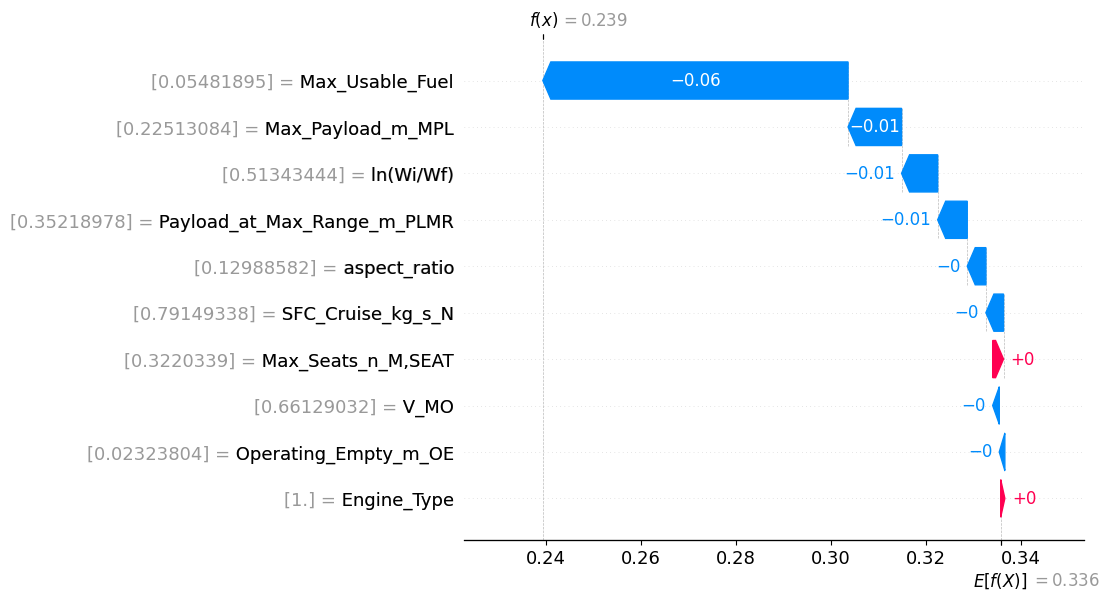 f(x) = 0.239
[0.05481895] = Max_Usable_Fuel −0.06
[0.22513084] = Max_Payload_m_MPL −0.01
[0.51343444] = ln(Wi/Wf) −0.01
[0.35218978] = Payload_at_Max_Range_m_PLMR −0.01
[0.12988582] = aspect_ratio −0
[0.79149338] = SFC_Cruise_kg_s_N −0
[0.3220339] = Max_Seats_n_M,SEAT +0
[0.66129032] = V_MO −0
[0.02323804] = Operating_Empty_m_OE −0
[1.] = Engine_Type +0
0.24 0.26 0.28 0.30 0.32 0.34
E[f(X)] = 0.336